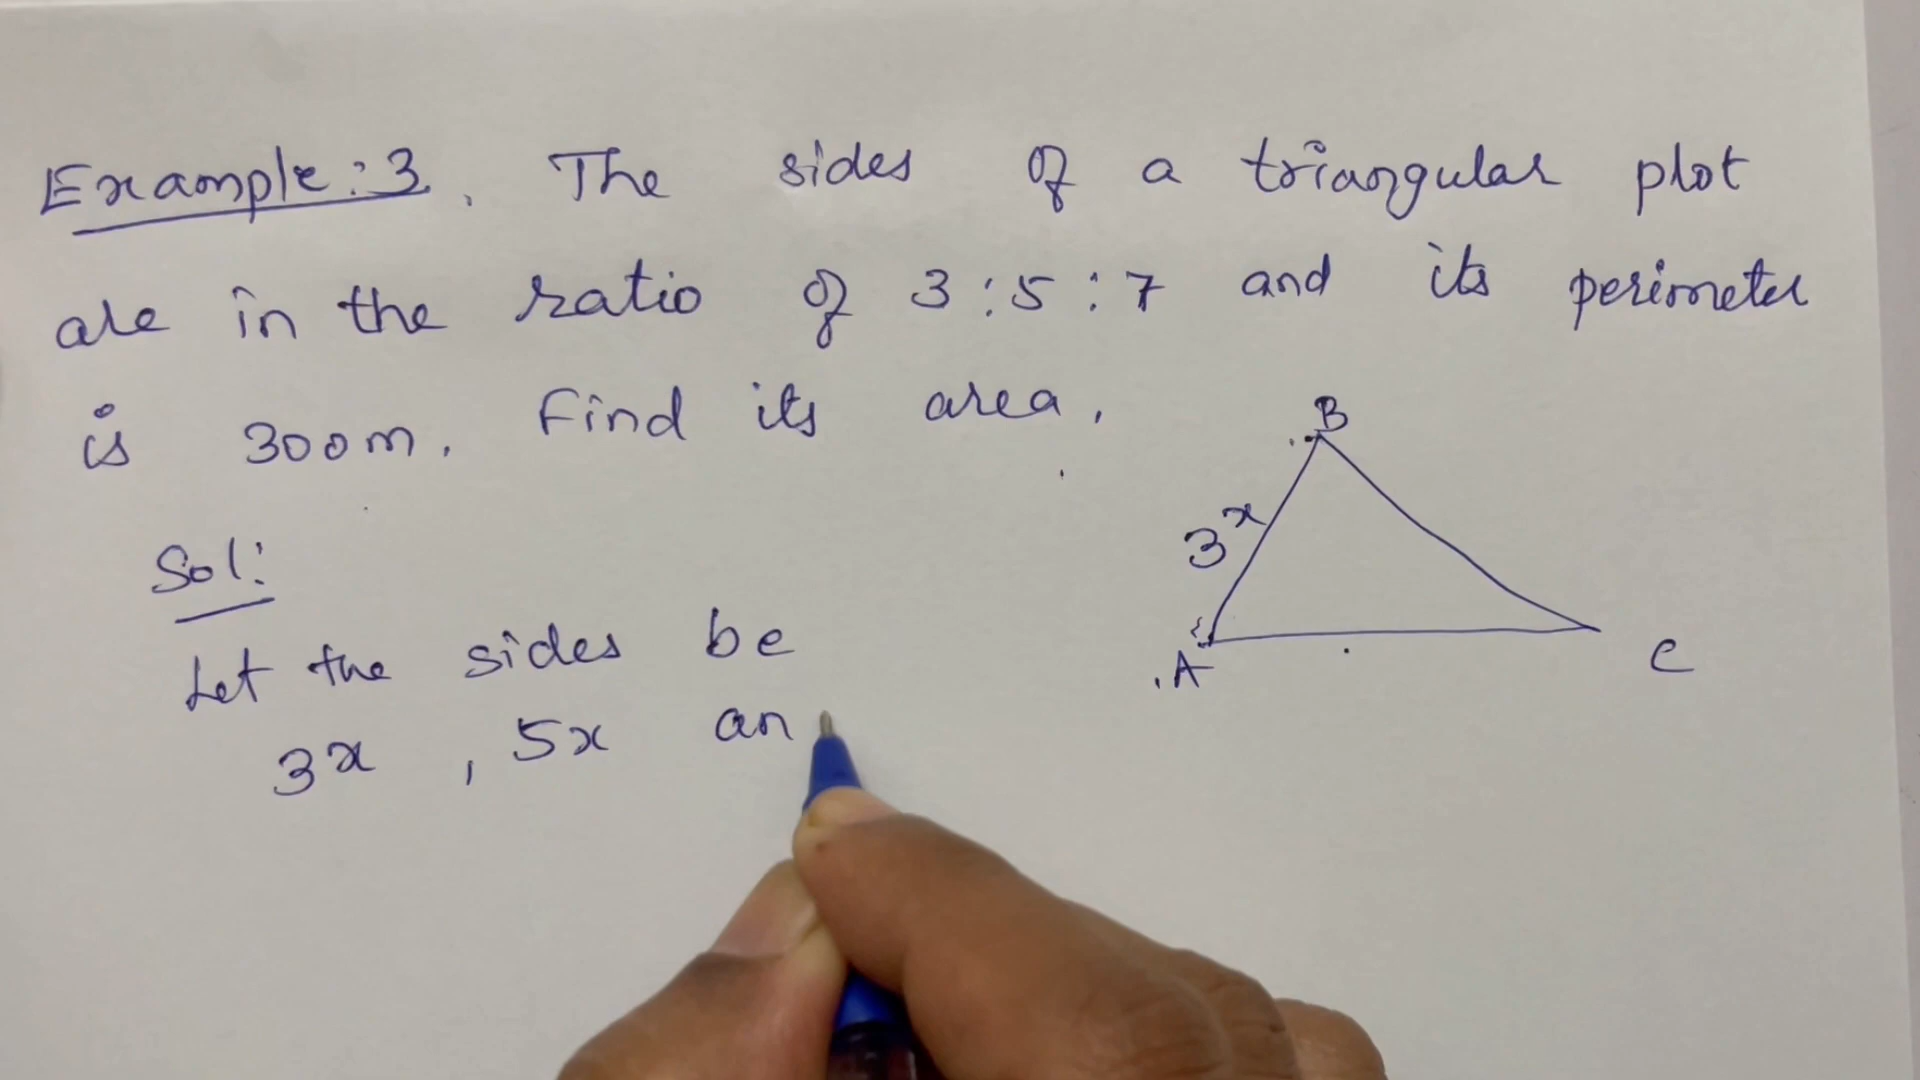 Example:3. The sides of a triangular plot
are in the ratio of 3:5:7 and its perimeter
is 300m. Find its area.
B
3x
A
C
Sol:
Let the sides be
3x, 5x an